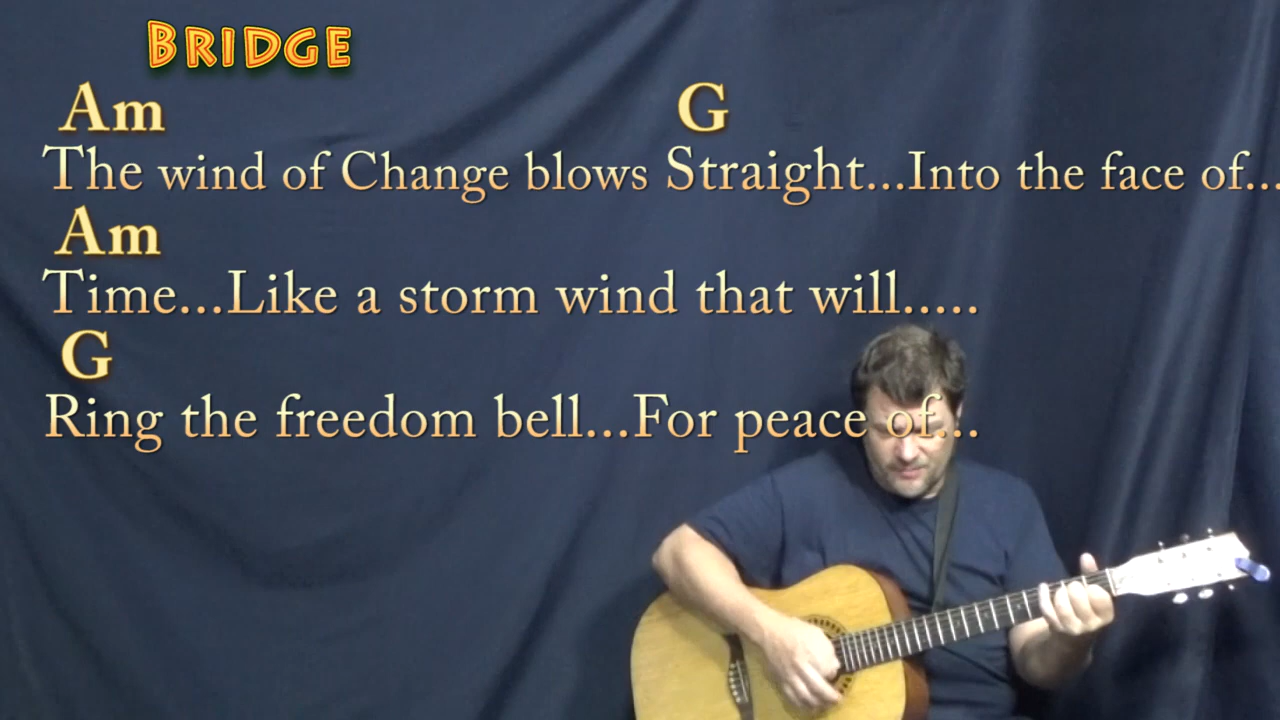 BRIDGE
Am G
The wind of Change blows Straight...Into the face of...
Am
Time...Like a storm wind that will.....
G
Ring the freedom bell...For peace of...